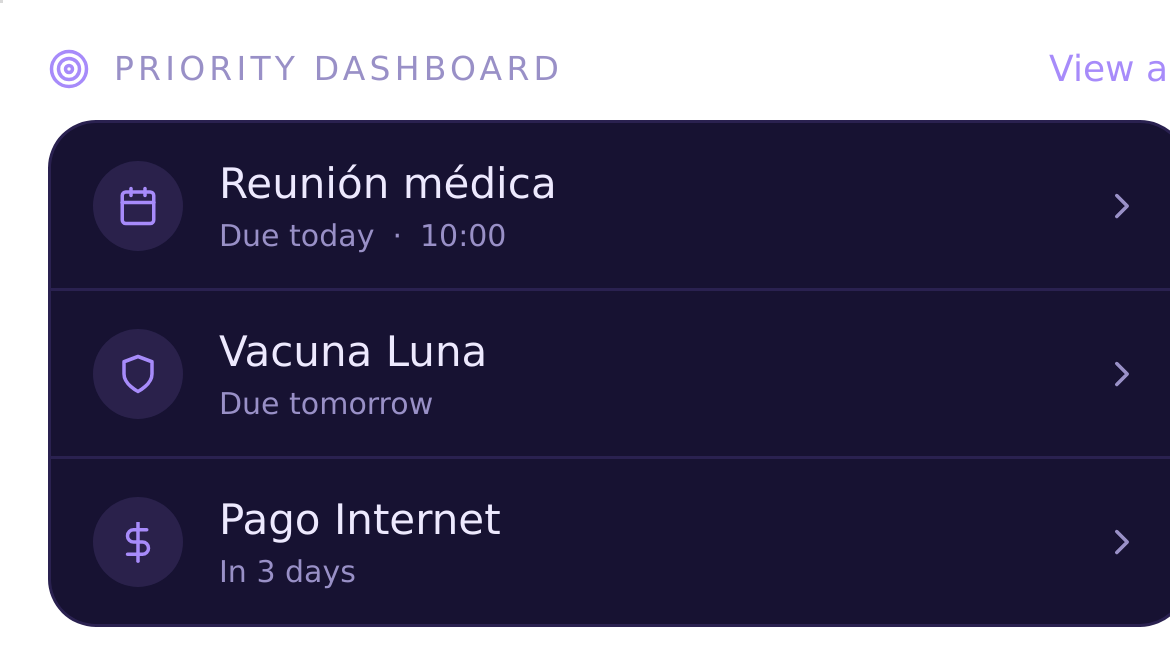 PRIORITY DASHBOARD
View a
Reunión médica
Due today · 10:00
Vacuna Luna
Due tomorrow
Pago Internet
In 3 days